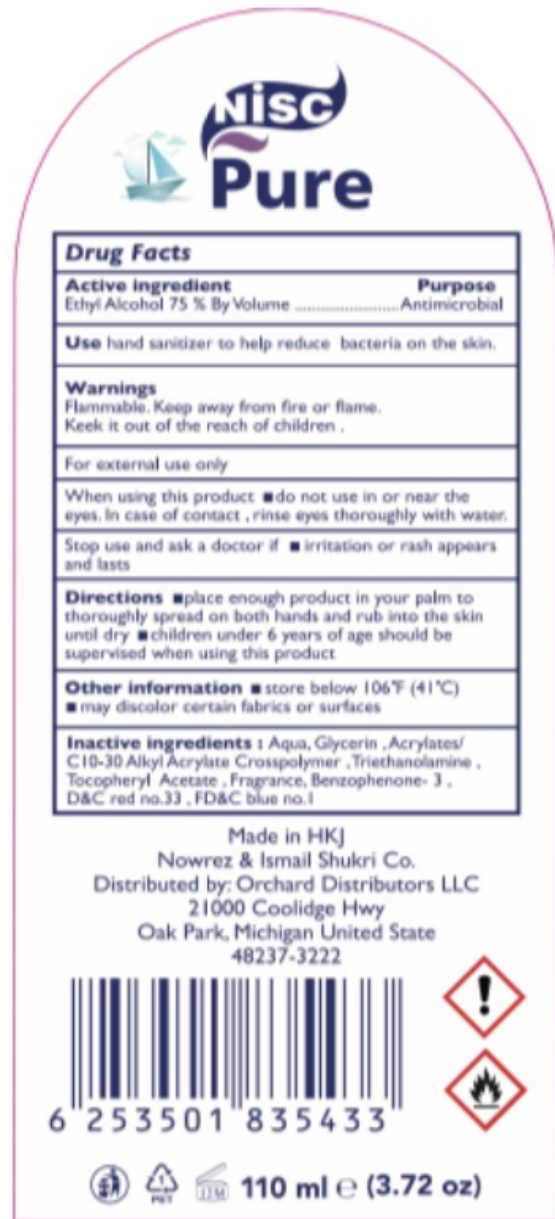 NiSC
Pure
Drug Facts
Active ingredient Purpose
Ethyl Alcohol 75 % By Volume ......................... Antimicrobial
Use hand sanitizer to help reduce bacteria on the skin.
Warnings
Flammable. Keep away from fire or flame.
Keek it out of the reach of children .
For external use only
When using this product ■ do not use in or near the
eyes. In case of contact , rinse eyes thoroughly with water.
Stop use and ask a doctor if ■ irritation or rash appears
and lasts
Directions ■ place enough product in your palm to
thoroughly spread on both hands and rub into the skin
until dry ■ children under 6 years of age should be
supervised when using this product
Other information ■ store below 106°F (41°C)
■ may discolor certain fabrics or surfaces
Inactive ingredients : Aqua, Glycerin , Acrylates/
C10-30 Alkyl Acrylate Crosspolymer , Triethanolamine ,
Tocopheryl Acetate , Fragrance, Benzophenone- 3 ,
D&C red no.33 , FD&C blue no.1
Made in HKJ
Nowrez & Ismail Shukri Co.
Distributed by: Orchard Distributors LLC
21000 Coolidge Hwy
Oak Park, Michigan United State
48237-3222
6 253501 835433
1
PET
12M
110 ml e (3.72 oz)